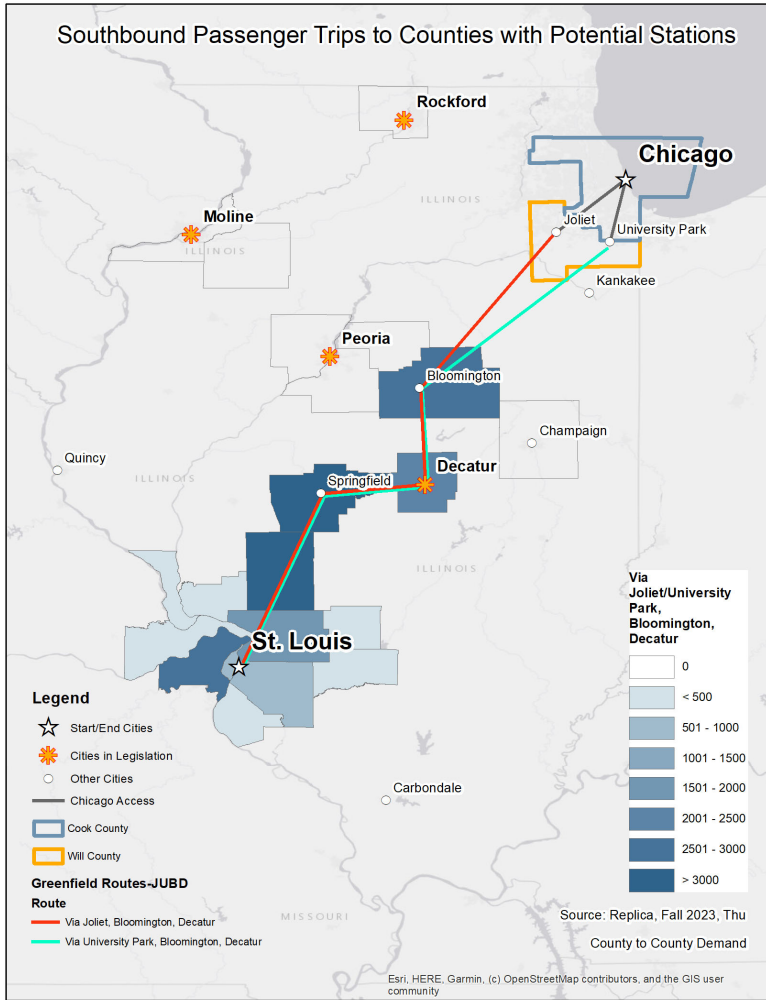 Southbound Passenger Trips to Counties with Potential Stations
Rockford
Chicago
ILLINOIS
Moline
Joliet
University Park
ILLINOIS
Kankakee
Peoria
Bloomington
Champaign
Quincy
Decatur
ILLINOIS
Springfield
ILLINOIS
St. Louis
Carbondale
MISSOURI
Legend
Start/End Cities
Cities in Legislation
Other Cities
Chicago Access
Cook County
Will County
Greenfield Routes-JUBD
Route
Via Joliet, Bloomington, Decatur
Via University Park, Bloomington, Decatur
Via
Joliet/University
Park,
Bloomington,
Decatur
0
< 500
501 - 1000
1001 - 1500
1501 - 2000
2001 - 2500
2501 - 3000
> 3000
Source: Replica, Fall 2023, Thu
County to County Demand
Esri, HERE, Garmin, (c) OpenStreetMap contributors, and the GIS user
community